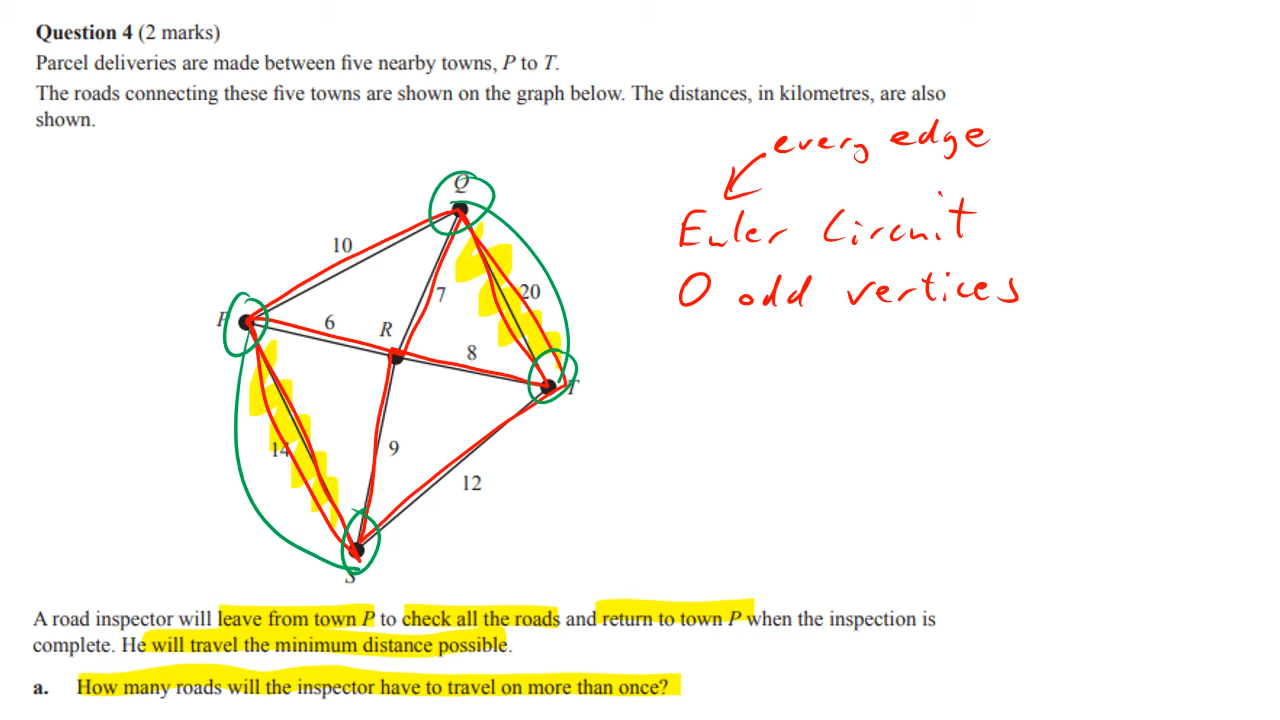 Question 4 (2 marks)
Parcel deliveries are made between five nearby towns, P to T.
The roads connecting these five towns are shown on the graph below. The distances, in kilometres, are also
shown.
every edge
Euler Circuit
0 odd vertices
Q
10
7
20
P
6
R
8
T
14
9
12
S
A road inspector will leave from town P to check all the roads and return to town P when the inspection is
complete. He will travel the minimum distance possible.
a. How many roads will the inspector have to travel on more than once?